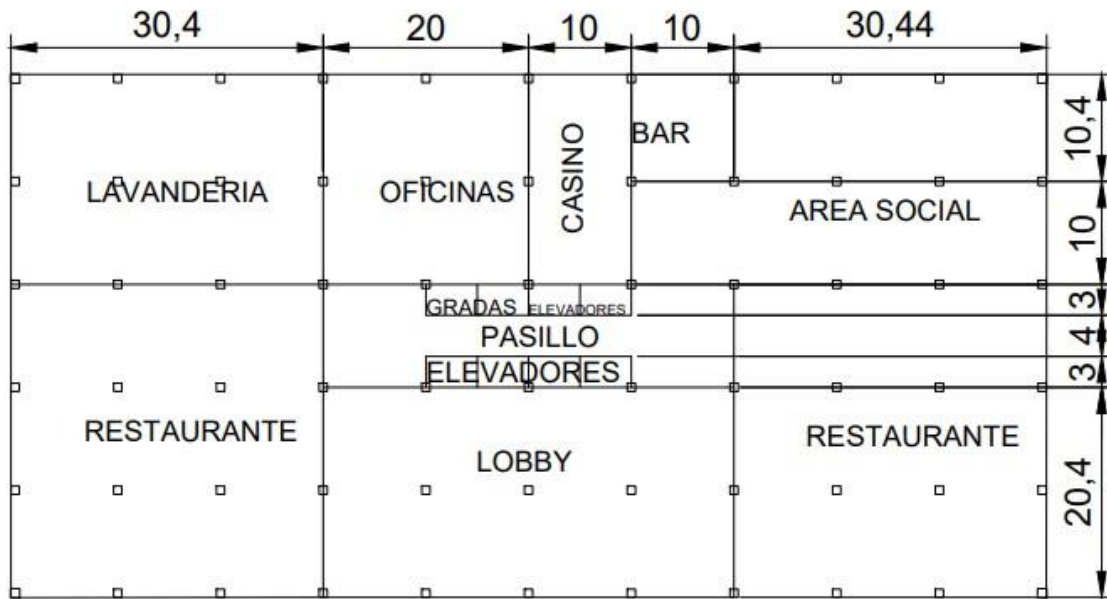 30,4
20
10
10
30,44
LAVANDERIA
OFICINAS
CASINO
BAR
AREA SOCIAL
10,4
10
GRADAS
ELEVADORES
3
PASILLO
4
ELEVADORES
3
RESTAURANTE
LOBBY
RESTAURANTE
20,4